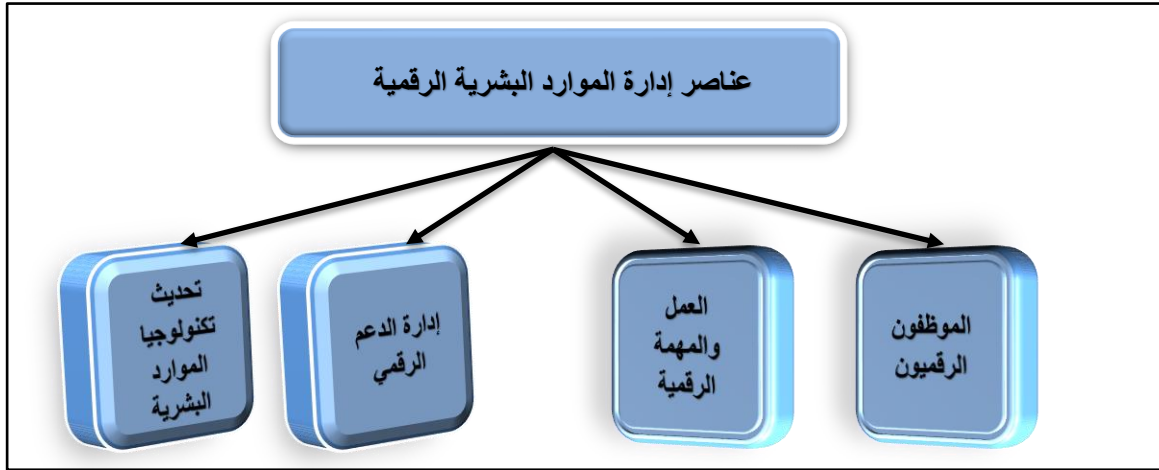 عناصر إدارة الموارد البشرية الرقمية
الموظفون
الرقميون
العمل
والمهمة
الرقمية
إدارة الدعم
الرقمي
تحديث
تكنولوجيا
الموارد
البشرية